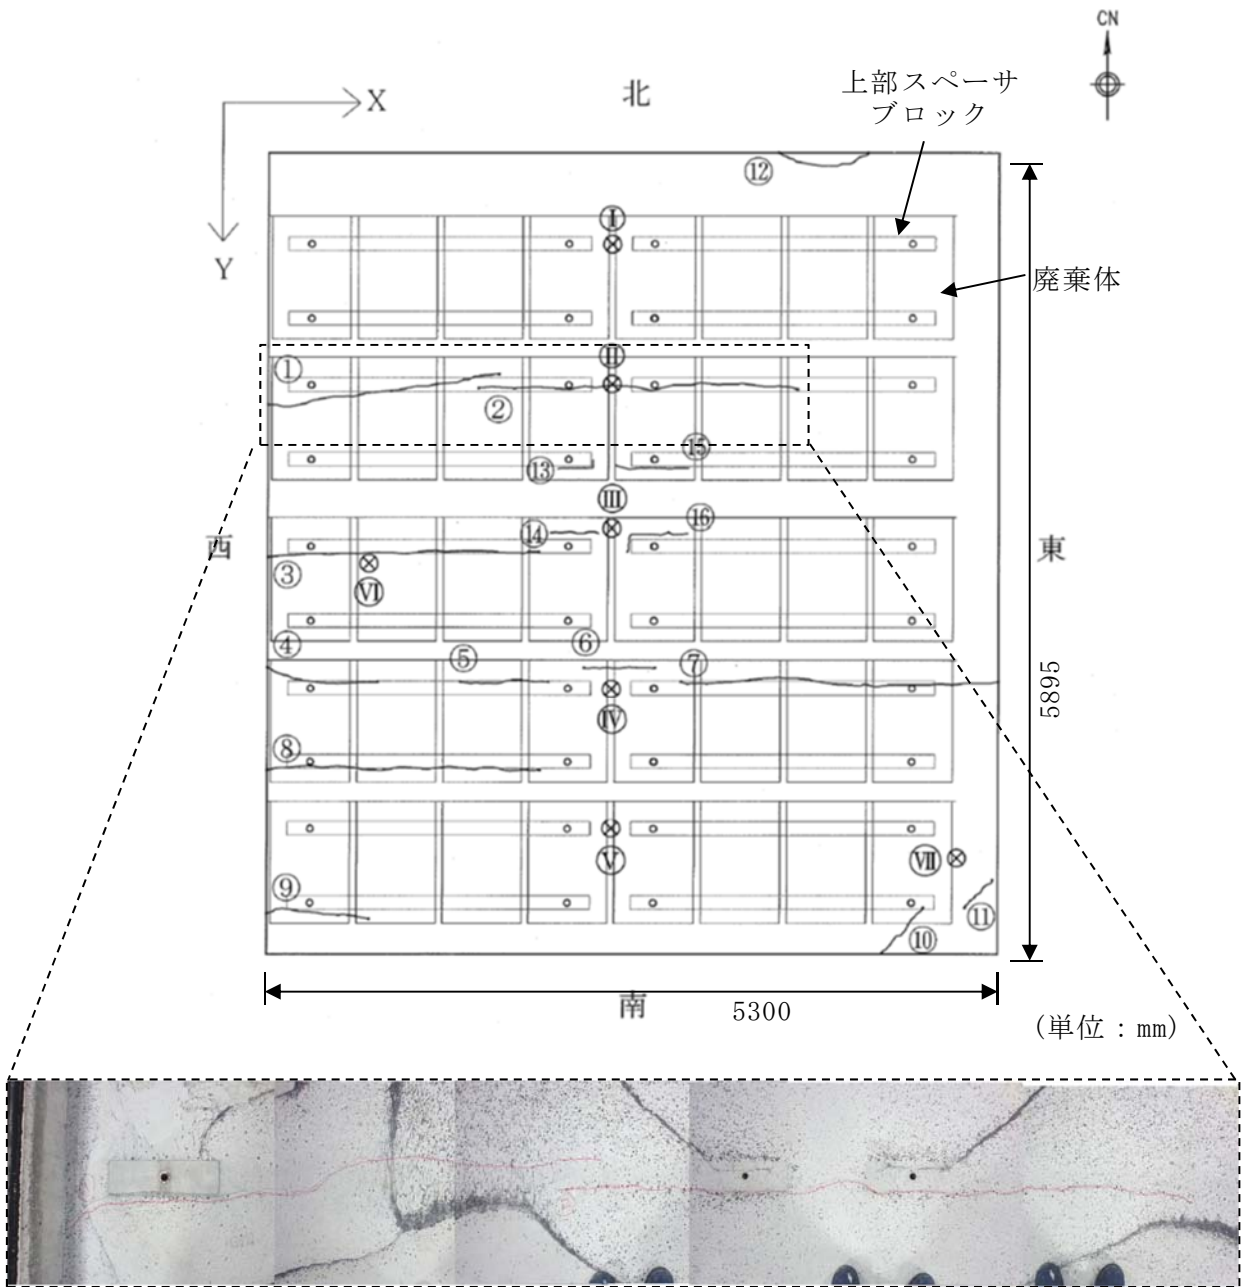 CN
北
X
上部スペーサ
ブロック
⑫
Ⅰ
Y
廃棄体
Ⅱ
①
②
⑮
⑬
Ⅲ
⑯
⑭
西
東
③
Ⅵ
④
⑥
⑤
⑦
5895
Ⅳ
⑧
Ⅴ
Ⅶ
⑨
⑪
⑩
南
5300
(単位：mm)